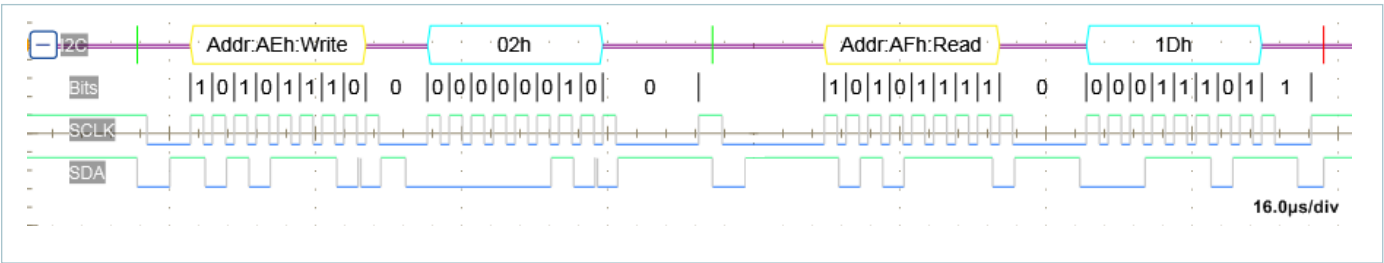 I2C Addr:AEh:Write 02h Addr:AFh:Read 1Dh
Bits 1 0 1 0 1 1 1 0 0 0 0 0 0 0 0 1 0 0 1 0 1 0 1 1 1 1 0 0 0 0 1 1 1 0 1 1
SCLK
SDA
16.0µs/div